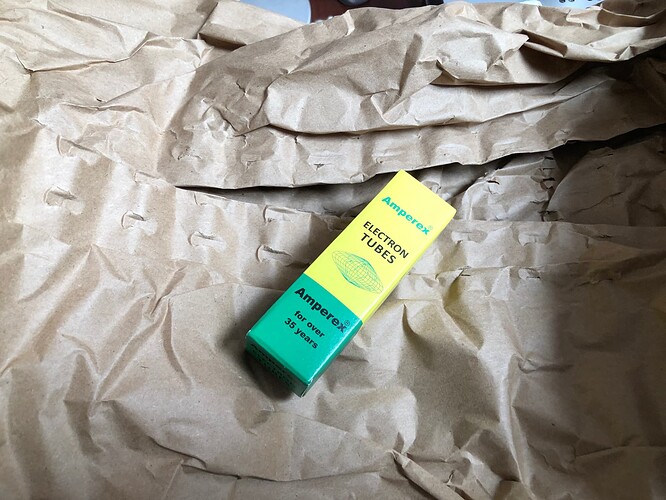 Amperex®
ELECTRON
TUBES
Amperex®
for over
35 years